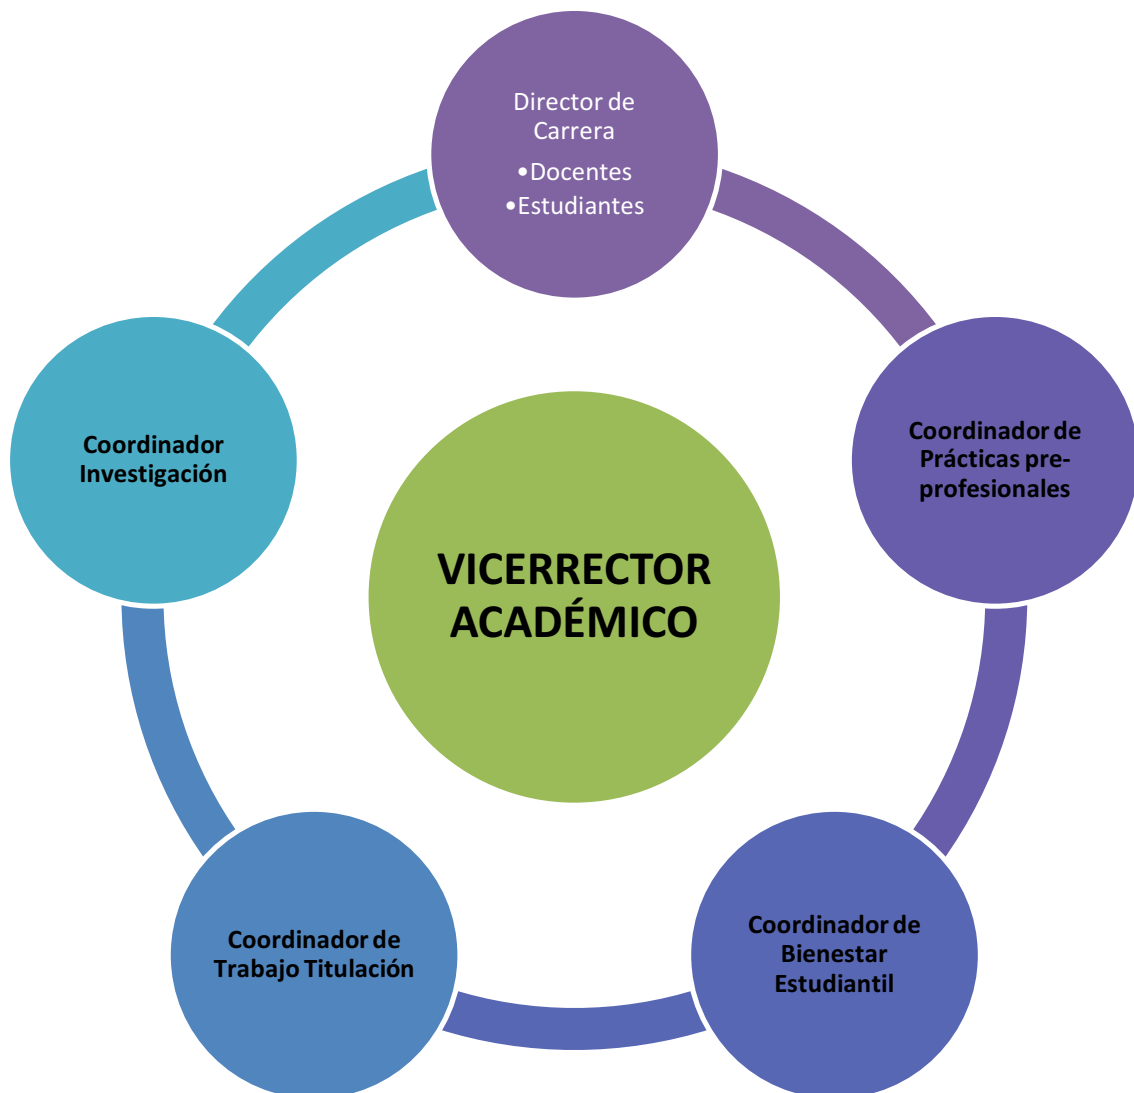 Director de
Carrera
•Docentes
•Estudiantes
Coordinador de
Prácticas pre-
profesionales
Coordinador de
Bienestar
Estudiantil
Coordinador de
Trabajo Titulación
Coordinador
Investigación
VICERRECTOR
ACADÉMICO